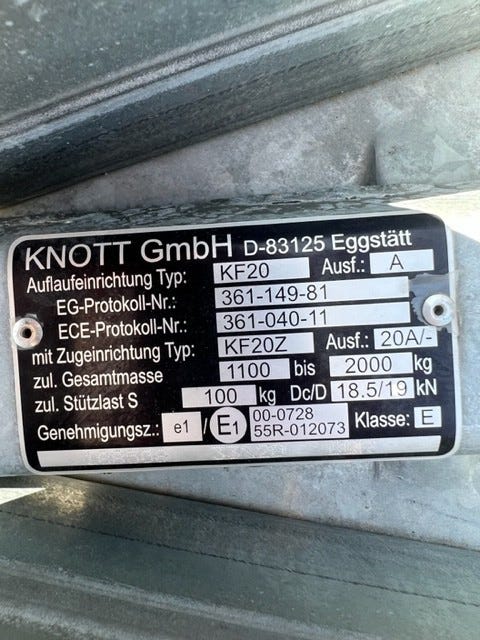 KNOTT GmbH D-83125 Eggstätt
Auflaufeinrichtung Typ: KF20 Ausf.: A
EG-Protokoll-Nr.: 361-149-81
ECE-Protokoll-Nr.: 361-040-11
mit Zugeinrichtung Typ: KF20Z Ausf.: 20A/-
zul. Gesamtmasse 1100 bis 2000 kg
zul. Stützlast S 100 kg Dc/D 18.5/19 kN
Genehmigungsz.: e1 / E1 00-0728 Klasse: E
55R-012073